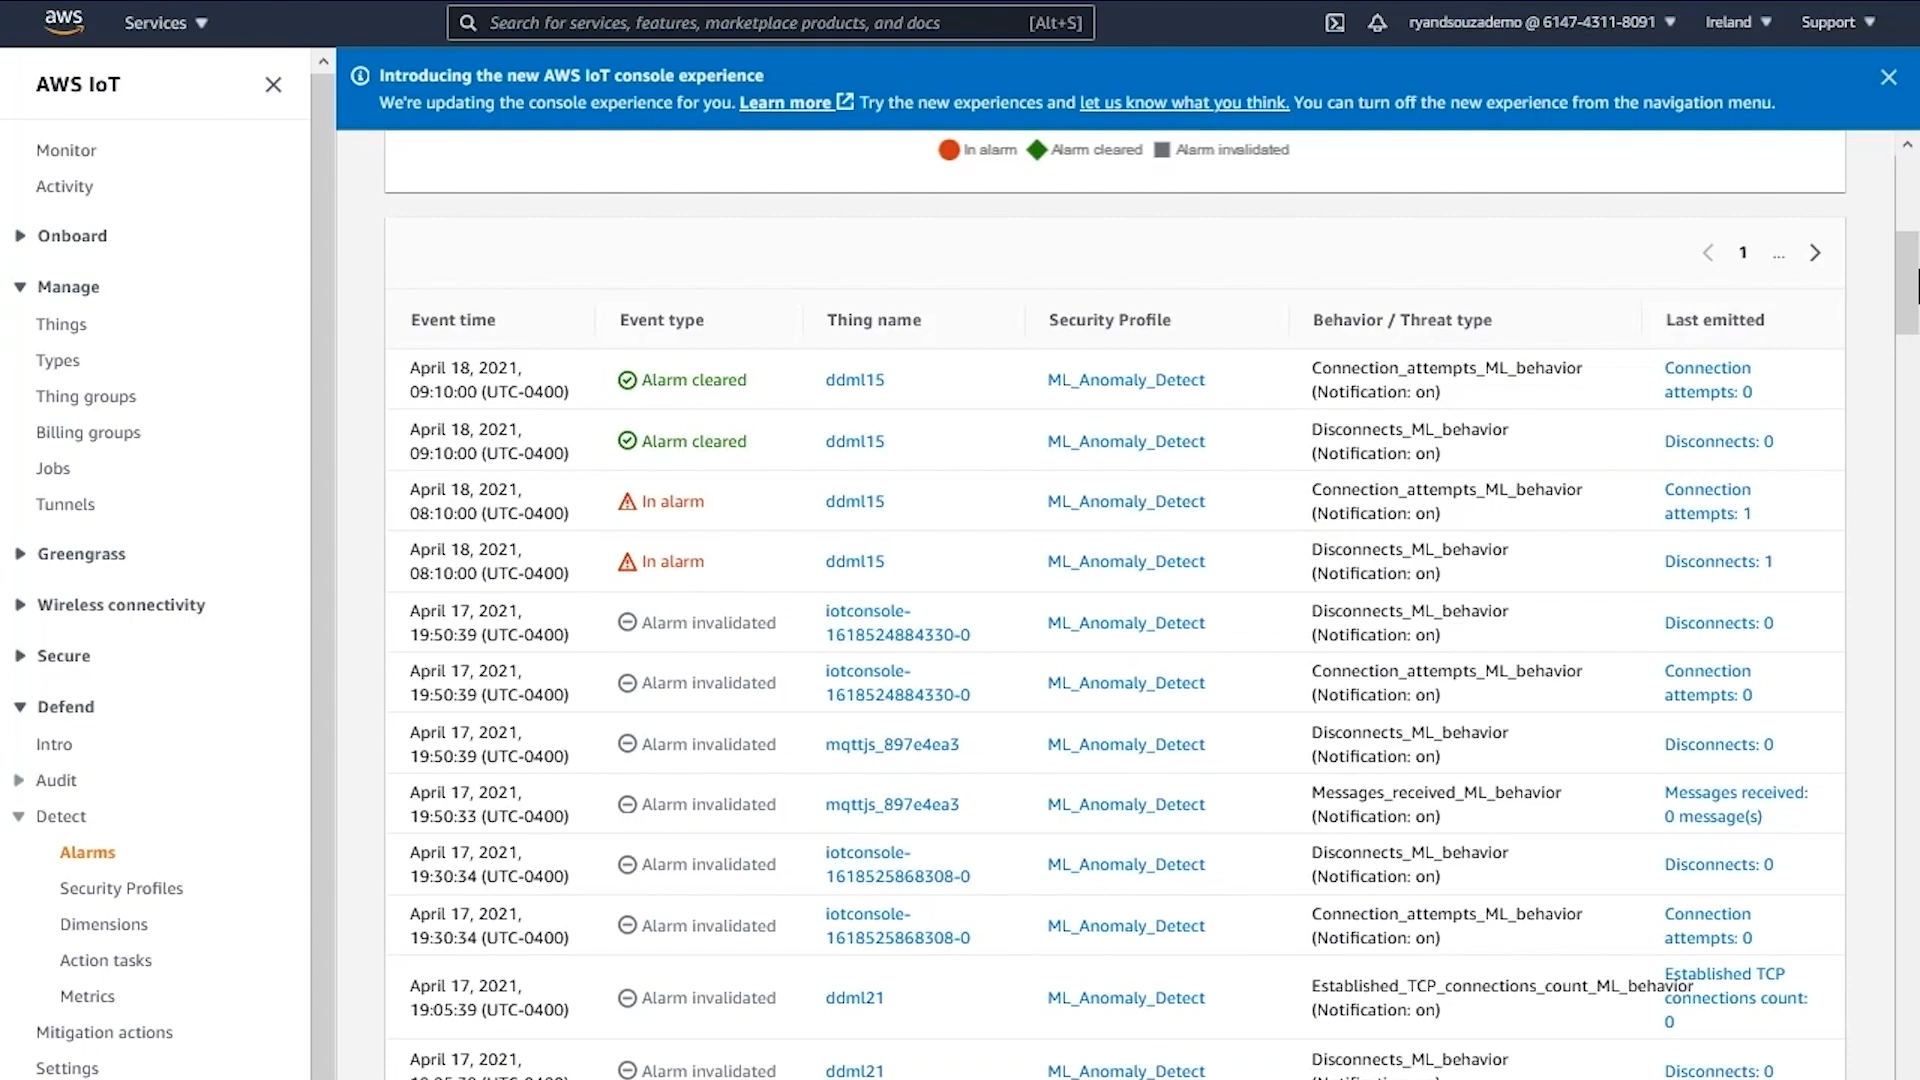 aws
Services ▼
Search for services, features, marketplace products, and docs [Alt+S]
ryandsouzademo @ 6147-4311-8091 ▼
Ireland ▼
Support ▼
AWS IoT
Monitor
Activity
Onboard
Manage
Things
Types
Thing groups
Billing groups
Jobs
Tunnels
Greengrass
Wireless connectivity
Secure
Defend
Intro
Audit
Detect
Alarms
Security Profiles
Dimensions
Action tasks
Metrics
Mitigation actions
Settings
Introducing the new AWS IoT console experience
We're updating the console experience for you. Learn more Try the new experiences and let us know what you think. You can turn off the new experience from the navigation menu.
In alarm Alarm cleared Alarm invalidated
1 ...
Event time Event type Thing name Security Profile Behavior / Threat type Last emitted
April 18, 2021, Connection_attempts_ML_behavior Connection
Alarm cleared ddml15 ML_Anomaly_Detect
09:10:00 (UTC-0400) (Notification: on) attempts: 0
April 18, 2021, Disconnects_ML_behavior
Alarm cleared ddml15 ML_Anomaly_Detect Disconnects: 0
09:10:00 (UTC-0400) (Notification: on)
April 18, 2021, Connection_attempts_ML_behavior Connection
In alarm ddml15 ML_Anomaly_Detect
08:10:00 (UTC-0400) (Notification: on) attempts: 1
April 18, 2021, Disconnects_ML_behavior
In alarm ddml15 ML_Anomaly_Detect Disconnects: 1
08:10:00 (UTC-0400) (Notification: on)
April 17, 2021, iotconsole- Disconnects_ML_behavior
Alarm invalidated ML_Anomaly_Detect Disconnects: 0
19:50:39 (UTC-0400) 1618524884330-0 (Notification: on)
April 17, 2021, iotconsole- Connection_attempts_ML_behavior Connection
Alarm invalidated ML_Anomaly_Detect
19:50:39 (UTC-0400) 1618524884330-0 (Notification: on) attempts: 0
April 17, 2021, Disconnects_ML_behavior
Alarm invalidated mqttjs_897e4ea3 ML_Anomaly_Detect Disconnects: 0
19:50:39 (UTC-0400) (Notification: on)
April 17, 2021, Messages_received_ML_behavior Messages received:
Alarm invalidated mqttjs_897e4ea3 ML_Anomaly_Detect
19:50:33 (UTC-0400) (Notification: on) 0 message(s)
April 17, 2021, iotconsole- Disconnects_ML_behavior
Alarm invalidated ML_Anomaly_Detect Disconnects: 0
19:30:34 (UTC-0400) 1618525868308-0 (Notification: on)
April 17, 2021, iotconsole- Connection_attempts_ML_behavior Connection
Alarm invalidated ML_Anomaly_Detect
19:30:34 (UTC-0400) 1618525868308-0 (Notification: on) attempts: 0
Established TCP
April 17, 2021, Established_TCP_connections_count_ML_behavior
Alarm invalidated ddml21 ML_Anomaly_Detect connections count:
19:05:39 (UTC-0400) (Notification: on)
0
April 17, 2021, Disconnects_ML_behavior
Alarm invalidated ddml21 ML_Anomaly_Detect Disconnects: 0